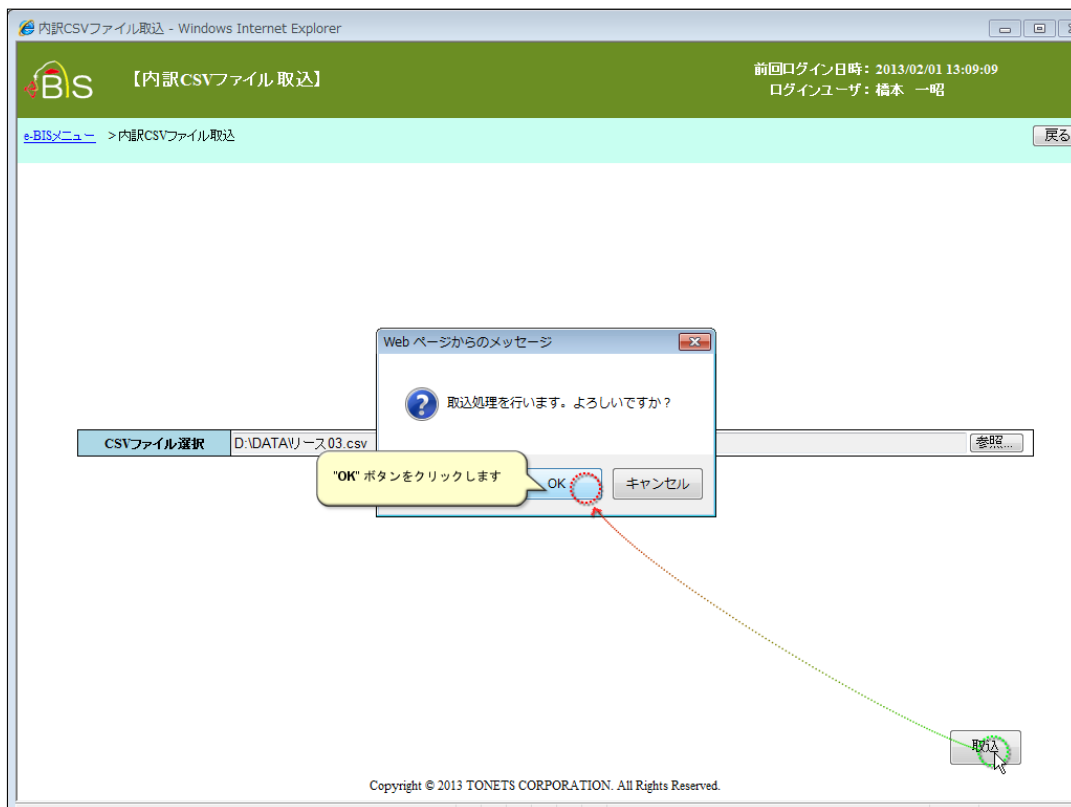 内訳CSVファイル取込 - Windows Internet Explorer
eBIS
【内訳CSVファイル取込】
前回ログイン日時：2013/02/01 13:09:09
ログインユーザ：橋本 一昭
e-BISメニュー >内訳CSVファイル取込
戻る
Web ページからのメッセージ
取込処理を行います。よろしいですか？
CSVファイル選択
D:\DATA\リース03.csv
参照...
"OK" ボタンをクリックします
OK
キャンセル
取込
Copyright © 2013 TONETS CORPORATION. All Rights Reserved.